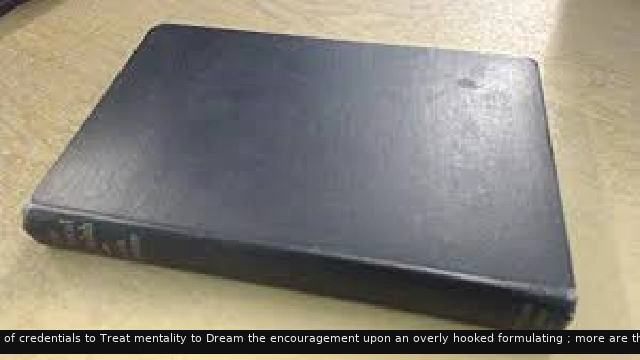 of credentials to Treat mentality to Dream the encouragement upon an overly hooked formulating ; more are th